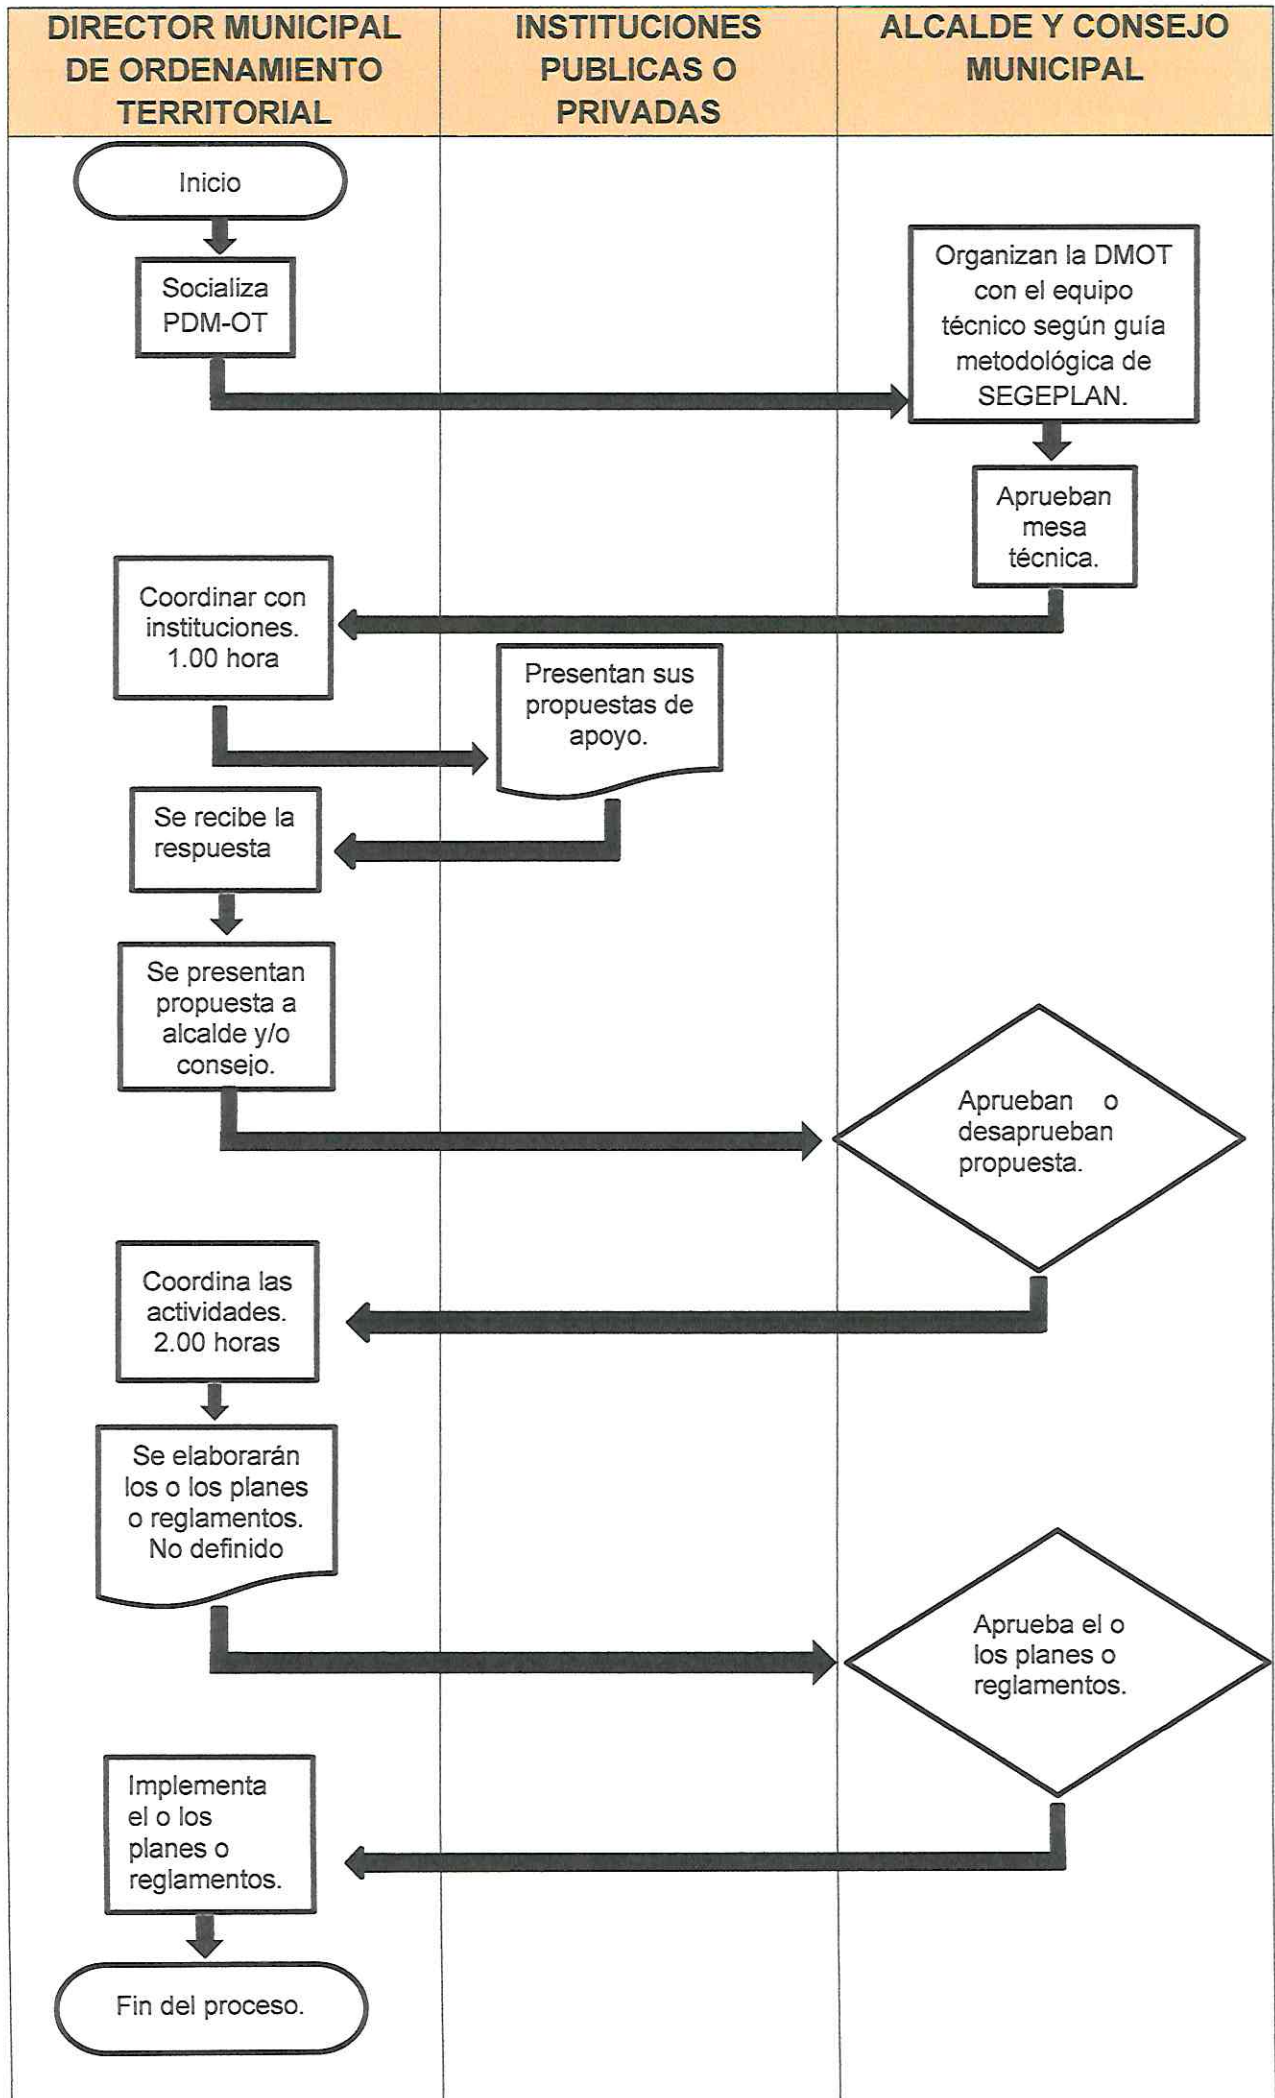 DIRECTOR MUNICIPAL
DE ORDENAMIENTO
TERRITORIAL
INSTITUCIONES
PUBLICAS O
PRIVADAS
ALCALDE Y CONSEJO
MUNICIPAL
Inicio
Socializa
PDM-OT
Organizan la DMOT
con el equipo
técnico según guía
metodológica de
SEGEPLAN.
Aprueban
mesa
técnica.
Coordinar con
instituciones.
1.00 hora
Presentan sus
propuestas de
apoyo.
Se recibe la
respuesta
Se presentan
propuesta a
alcalde y/o
consejo.
Aprueban o
desaprueban
propuesta.
Coordina las
actividades.
2.00 horas
Se elaborarán
los o los planes
o reglamentos.
No definido
Aprueba el o
los planes o
reglamentos.
Implementa
el o los
planes o
reglamentos.
Fin del proceso.